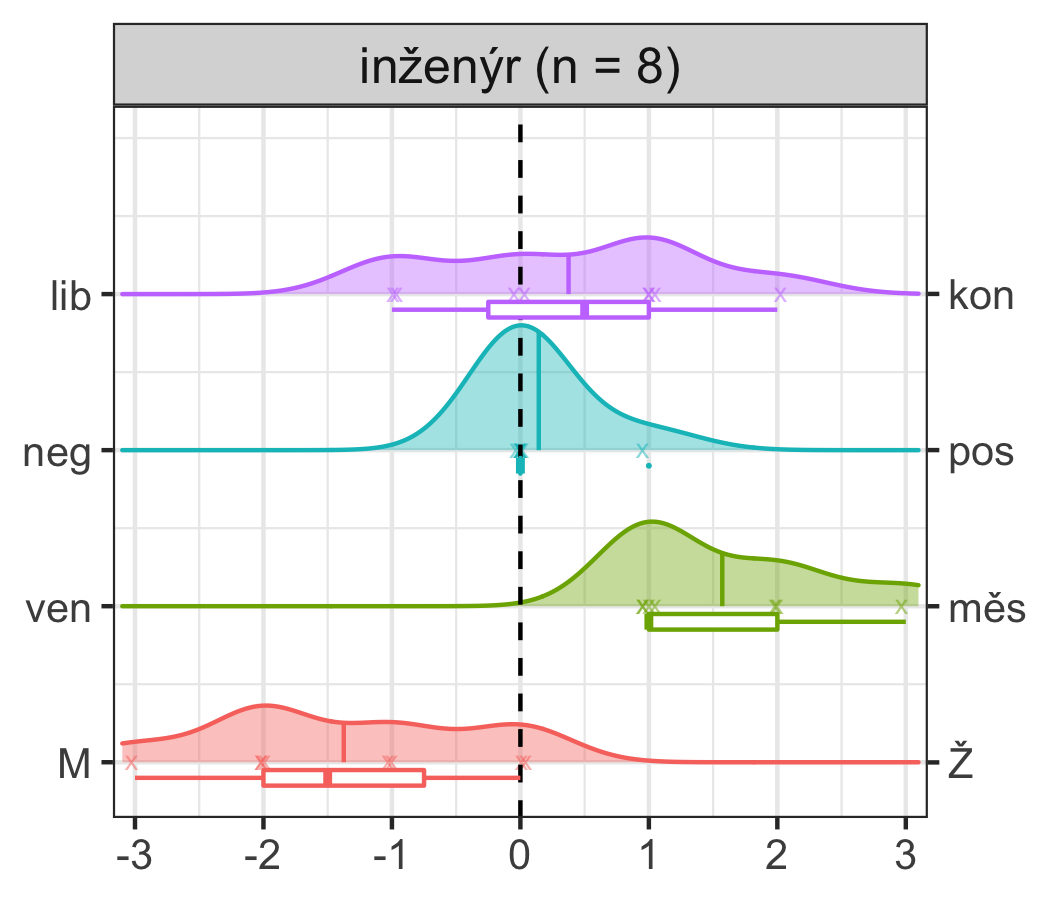 inženýr (n = 8)
lib kon
neg pos
ven měs
M Ž
-3 -2 -1 0 1 2 3